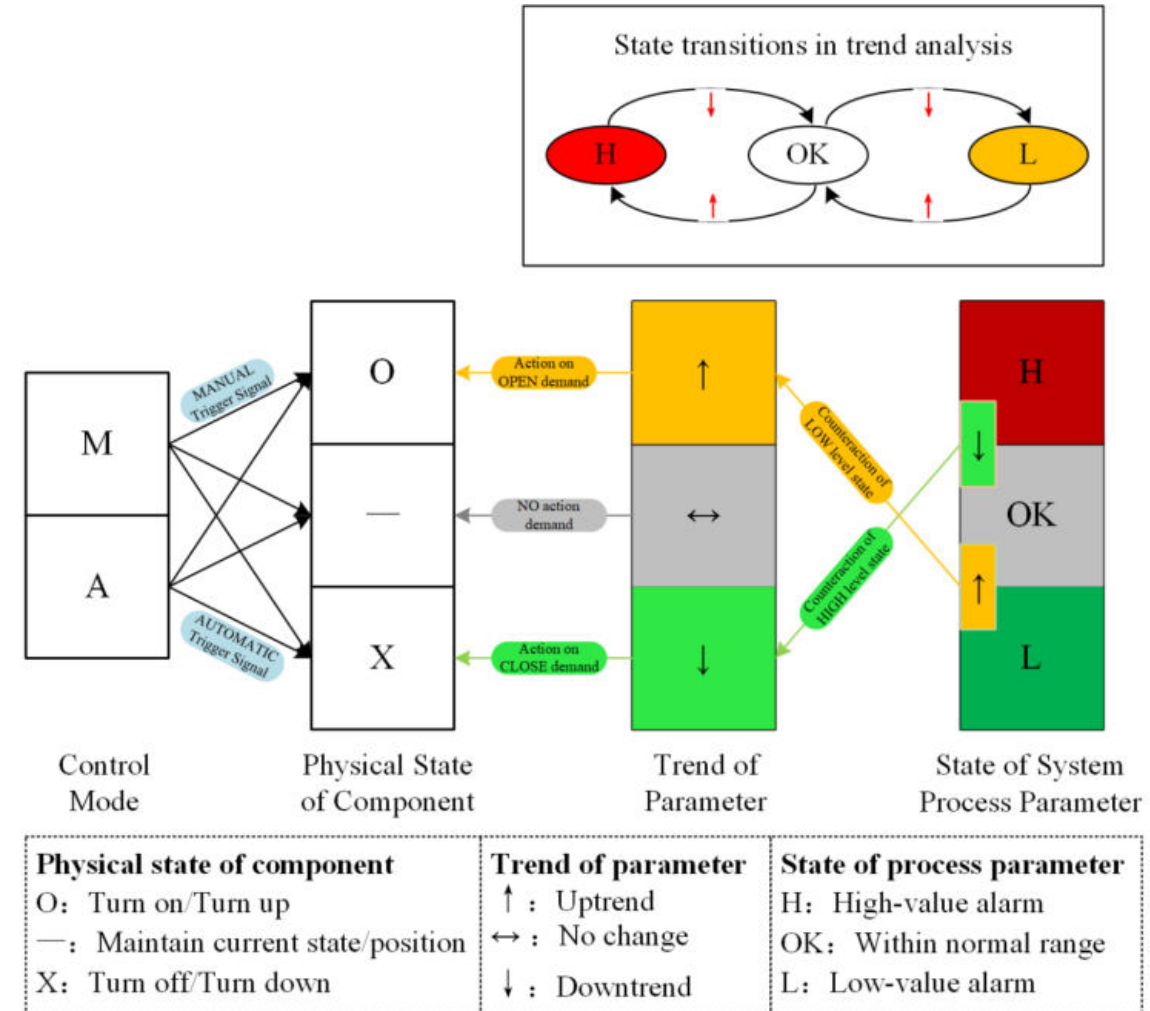 State transitions in trend analysis
↓
↓
H
OK
L
↑
↑
M
A
MANUAL
Trigger Signal
AUTOMATIC
Trigger Signal
O
—
X
Action on
OPEN demand
NO action
demand
Action on
CLOSE demand
↑
↔
↓
Counteraction of
LOW level state
Counteraction of
HIGH level state
H
↓
OK
↑
L
Control
Mode
Physical State
of Component
Trend of
Parameter
State of System
Process Parameter
Physical state of component
O：Turn on/Turn up
—：Maintain current state/position
X：Turn off/Turn down
Trend of parameter
↑：Uptrend
↔：No change
↓：Downtrend
State of process parameter
H：High-value alarm
OK：Within normal range
L：Low-value alarm